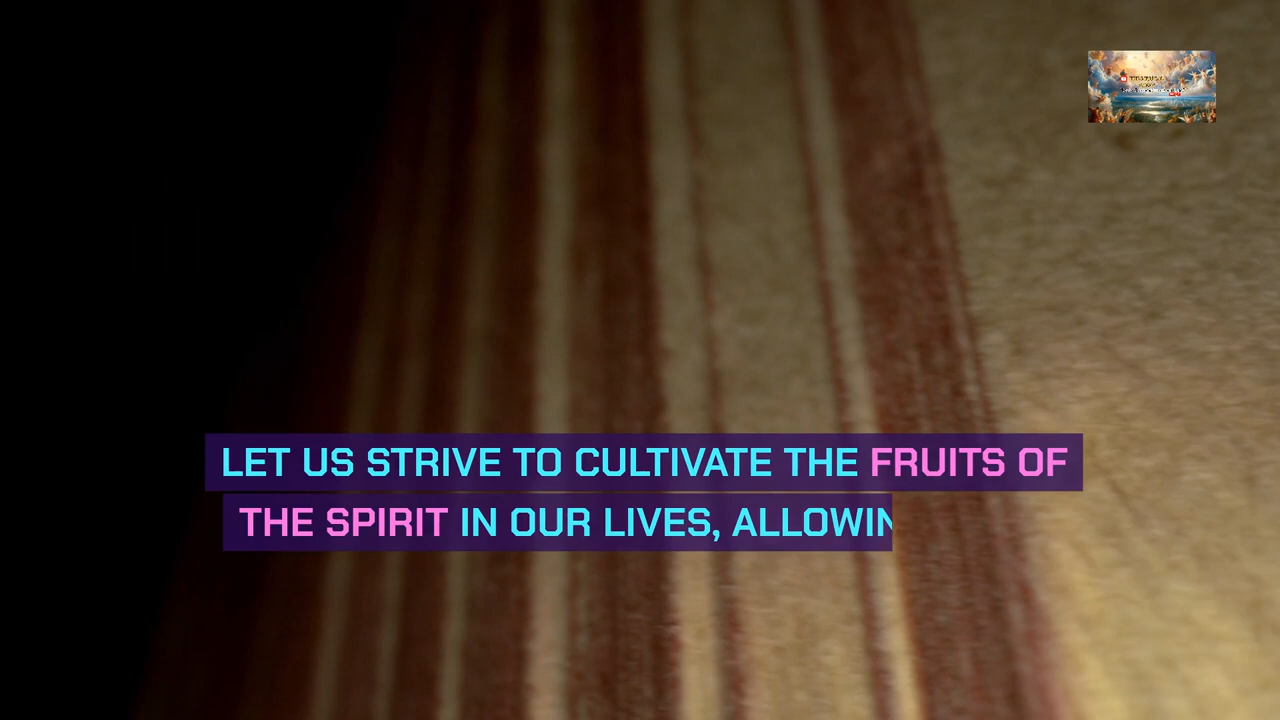 LET US STRIVE TO CULTIVATE THE FRUITS OF
THE SPIRIT IN OUR LIVES, ALLOWIN